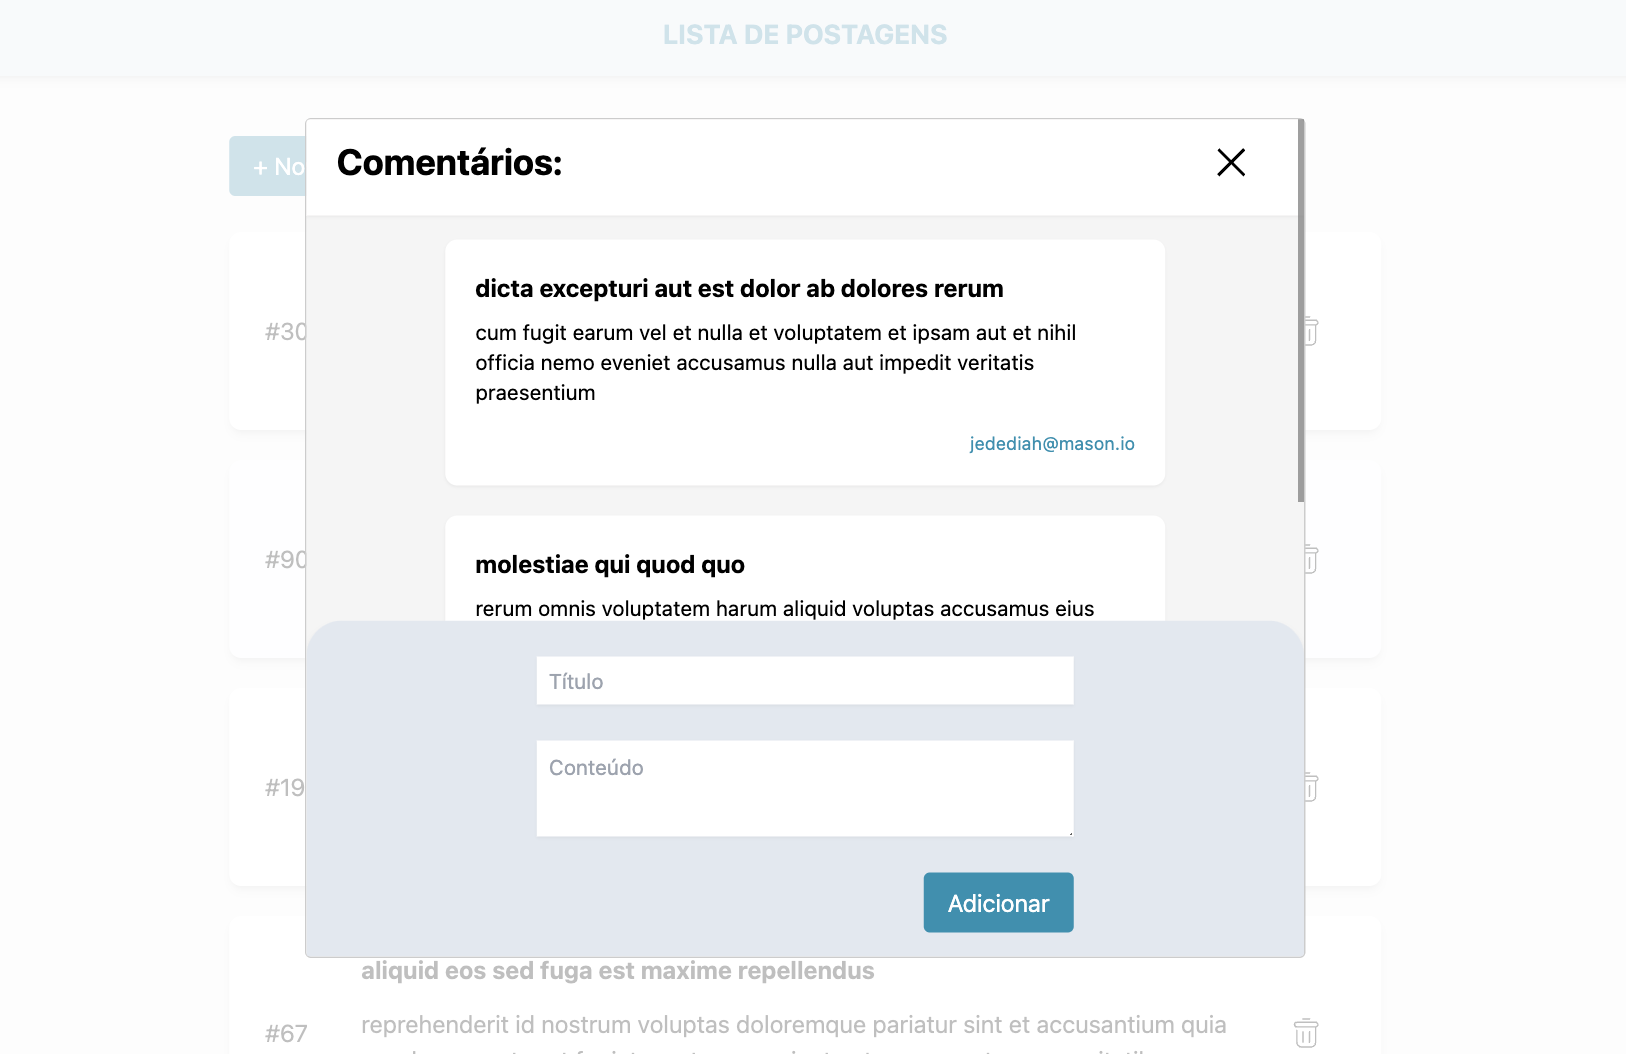 LISTA DE POSTAGENS
+ No
Comentários:
#30
dicta excepturi aut est dolor ab dolores rerum
cum fugit earum vel et nulla et voluptatem et ipsam aut et nihil
officia nemo eveniet accusamus nulla aut impedit veritatis
praesentium
jedediah@mason.io
#90
molestiae qui quod quo
rerum omnis voluptatem harum aliquid voluptas accusamus eius
Título
Conteúdo
#19
Adicionar
aliquid eos sed fuga est maxime repellendus
#67
reprehenderit id nostrum voluptas doloremque pariatur sint et accusantium quia